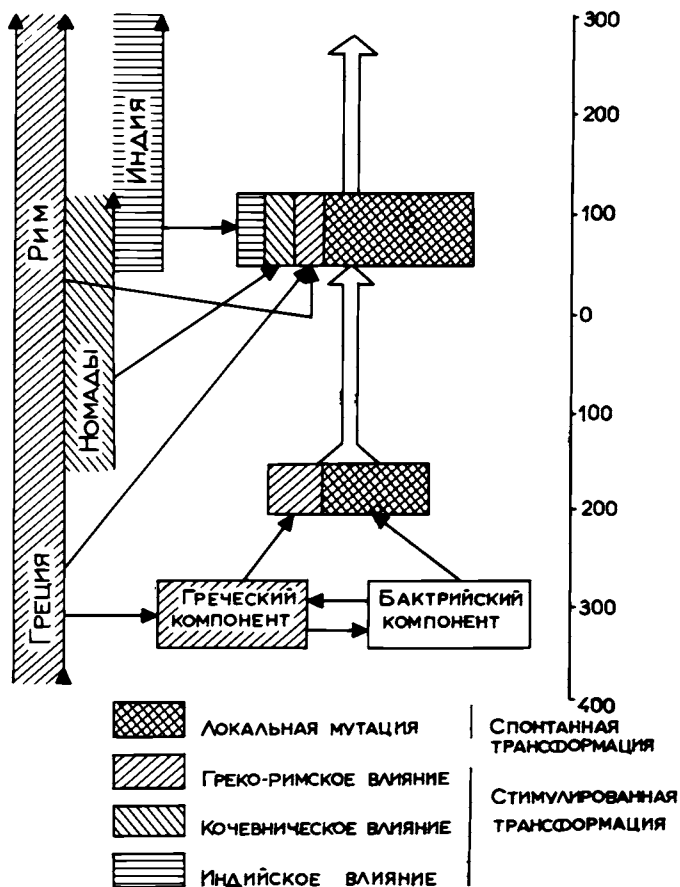 300
200
100
0
100
200
300
400
Индия
Рим
Номады
Греция
Греческий
компонент
Бактрийский
компонент
Локальная мутация
Греко-римское влияние
Кочевническое влияние
Индийское влияние
Спонтанная
трансформация
Стимулированная
трансформация